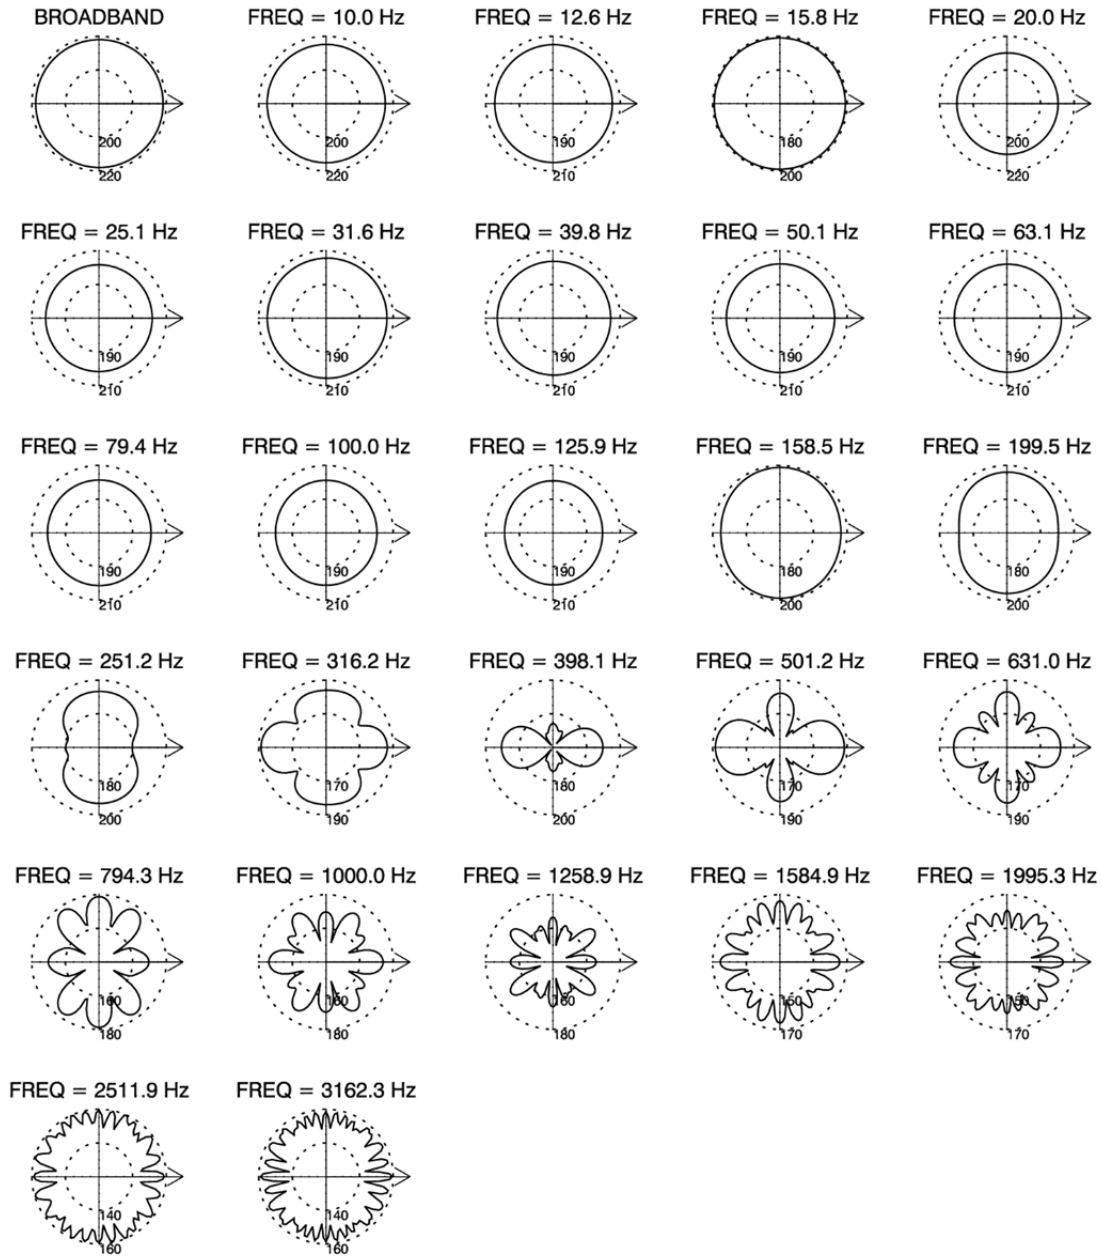 BROADBAND
200
220
FREQ = 10.0 Hz
200
220
FREQ = 12.6 Hz
190
210
FREQ = 15.8 Hz
180
200
FREQ = 20.0 Hz
200
220
FREQ = 25.1 Hz
190
210
FREQ = 31.6 Hz
190
210
FREQ = 39.8 Hz
190
210
FREQ = 50.1 Hz
190
210
FREQ = 63.1 Hz
190
210
FREQ = 79.4 Hz
190
210
FREQ = 100.0 Hz
190
210
FREQ = 125.9 Hz
190
210
FREQ = 158.5 Hz
180
200
FREQ = 199.5 Hz
180
200
FREQ = 251.2 Hz
180
200
FREQ = 316.2 Hz
170
190
FREQ = 398.1 Hz
180
200
FREQ = 501.2 Hz
170
190
FREQ = 631.0 Hz
170
190
FREQ = 794.3 Hz
160
180
FREQ = 1000.0 Hz
160
180
FREQ = 1258.9 Hz
160
180
FREQ = 1584.9 Hz
150
170
FREQ = 1995.3 Hz
150
170
FREQ = 2511.9 Hz
140
160
FREQ = 3162.3 Hz
140
160